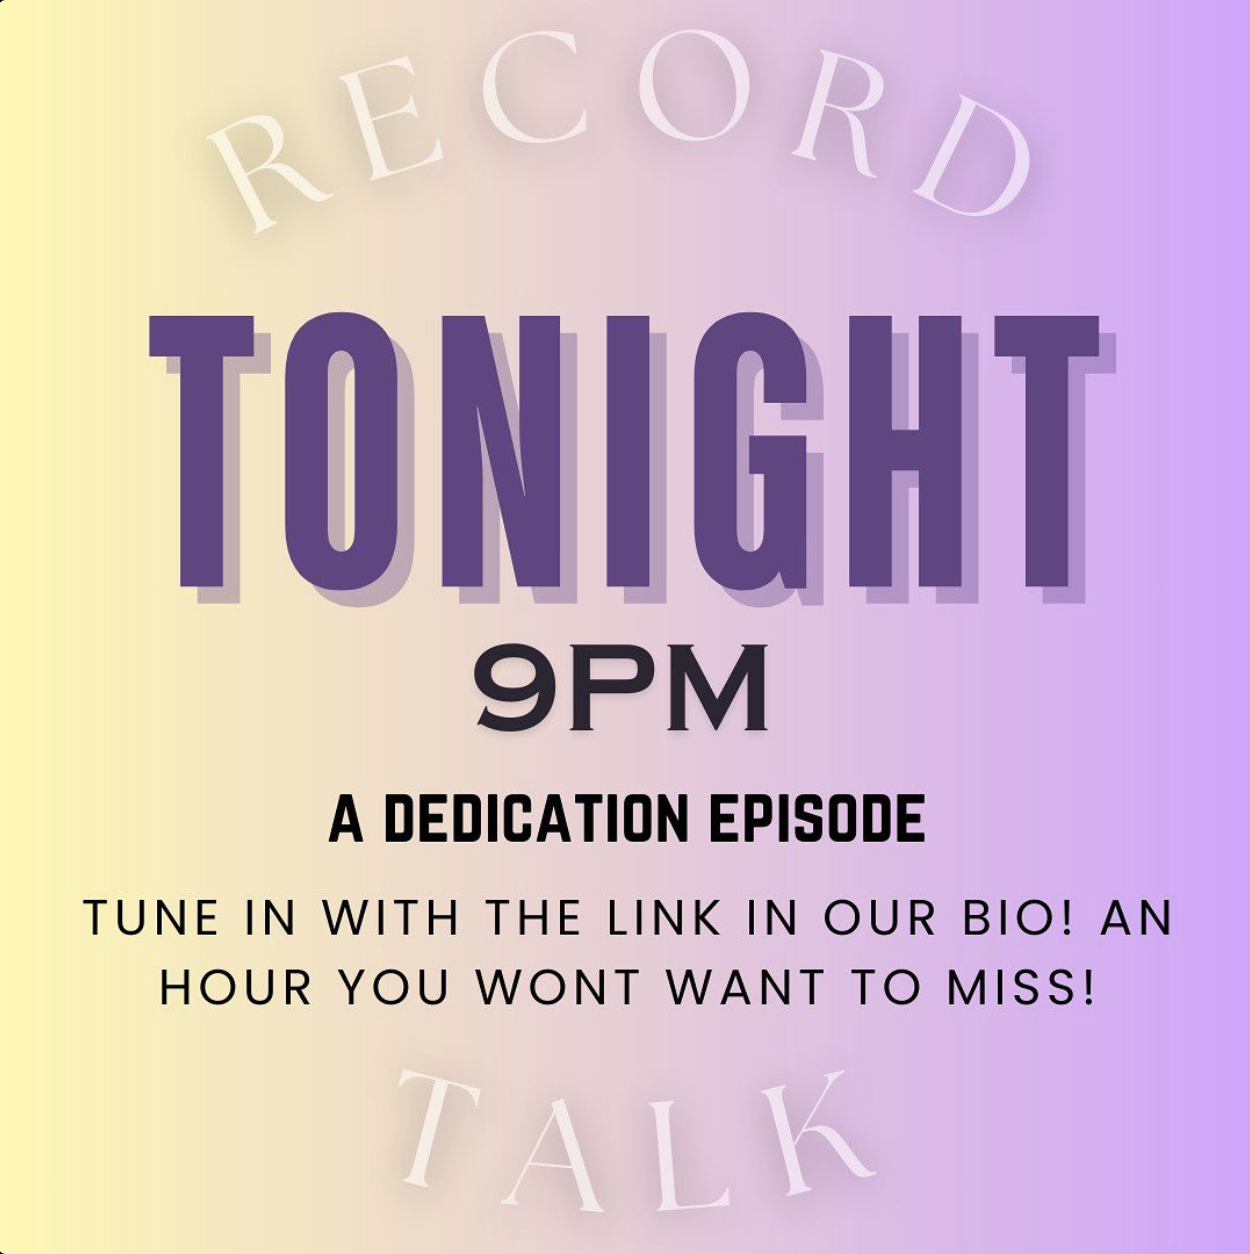 RECORD
TONIGHT
9PM
A DEDICATION EPISODE
TUNE IN WITH THE LINK IN OUR BIO! AN
HOUR YOU WONT WANT TO MISS!
TALK